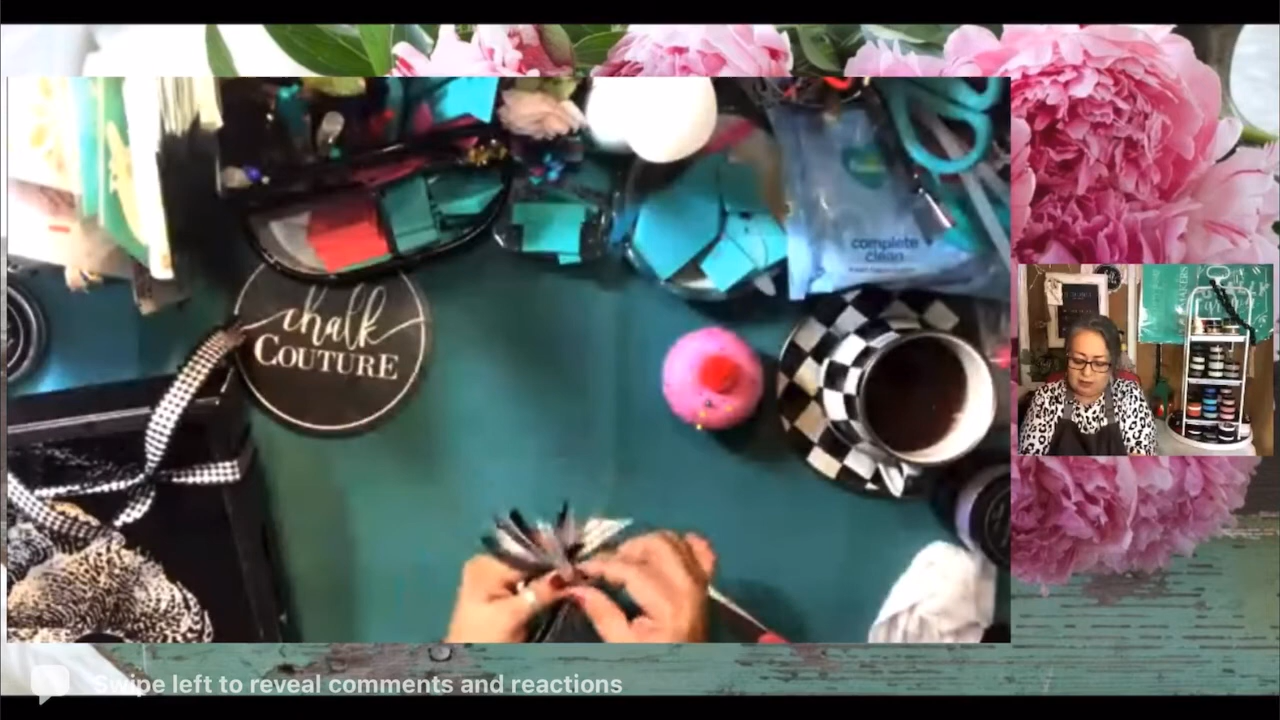 chalk
COUTURE
complete
clean
Swipe left to reveal comments and reactions